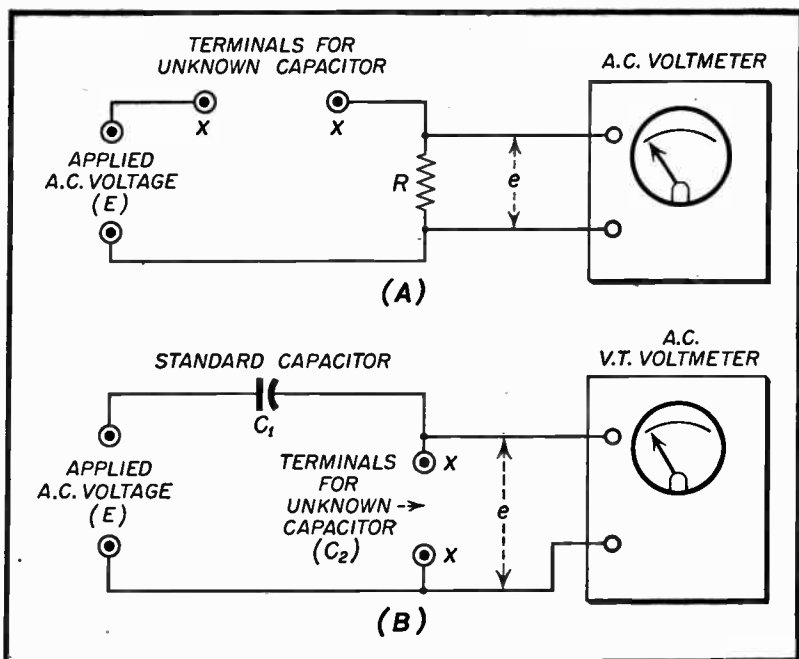 TERMINALS FOR
UNKNOWN CAPACITOR
A.C. VOLTMETER
X
X
APPLIED
A.C. VOLTAGE
(E)
R
e
(A)
STANDARD CAPACITOR
A.C.
V.T. VOLTMETER
C₁
APPLIED
A.C. VOLTAGE
(E)
TERMINALS
FOR
UNKNOWN
CAPACITOR
(C₂)
X
X
e
(B)